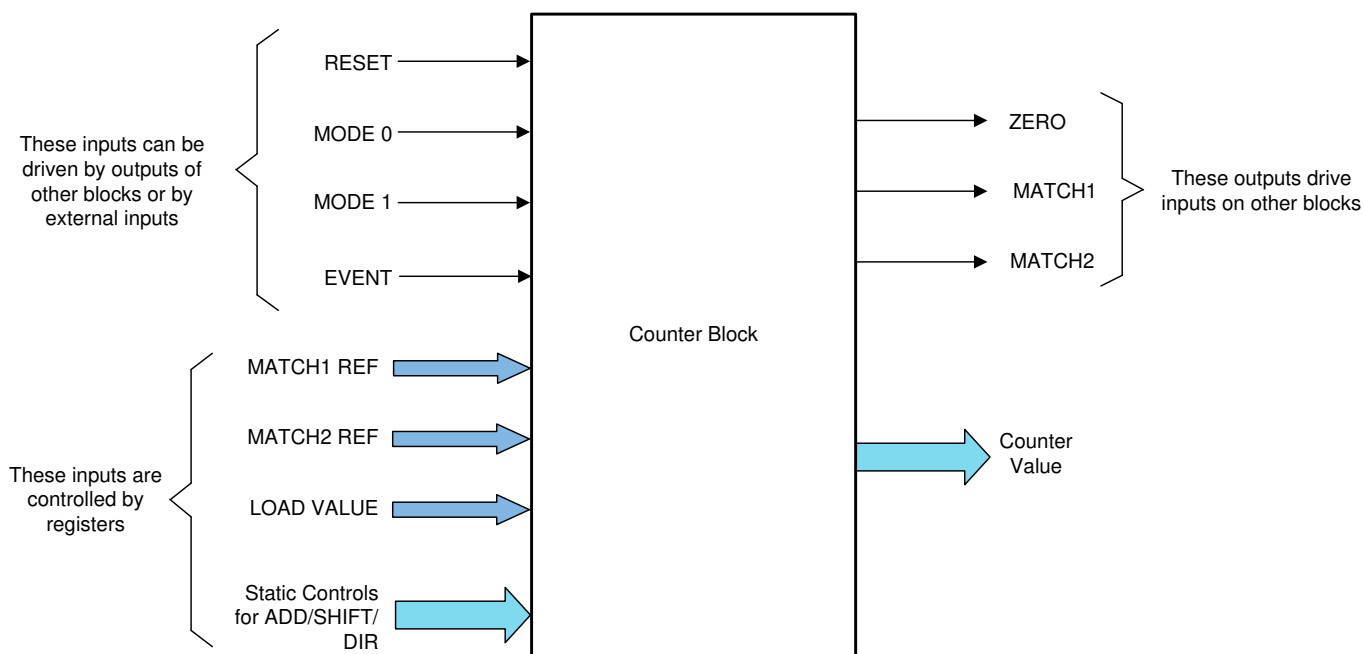 These inputs can be
driven by outputs of
other blocks or by
external inputs
RESET
MODE 0
MODE 1
EVENT
These inputs are
controlled by
registers
MATCH1 REF
MATCH2 REF
LOAD VALUE
Static Controls
for ADD/SHIFT/
DIR
Counter Block
ZERO
MATCH1
MATCH2
These outputs drive
inputs on other blocks
Counter
Value